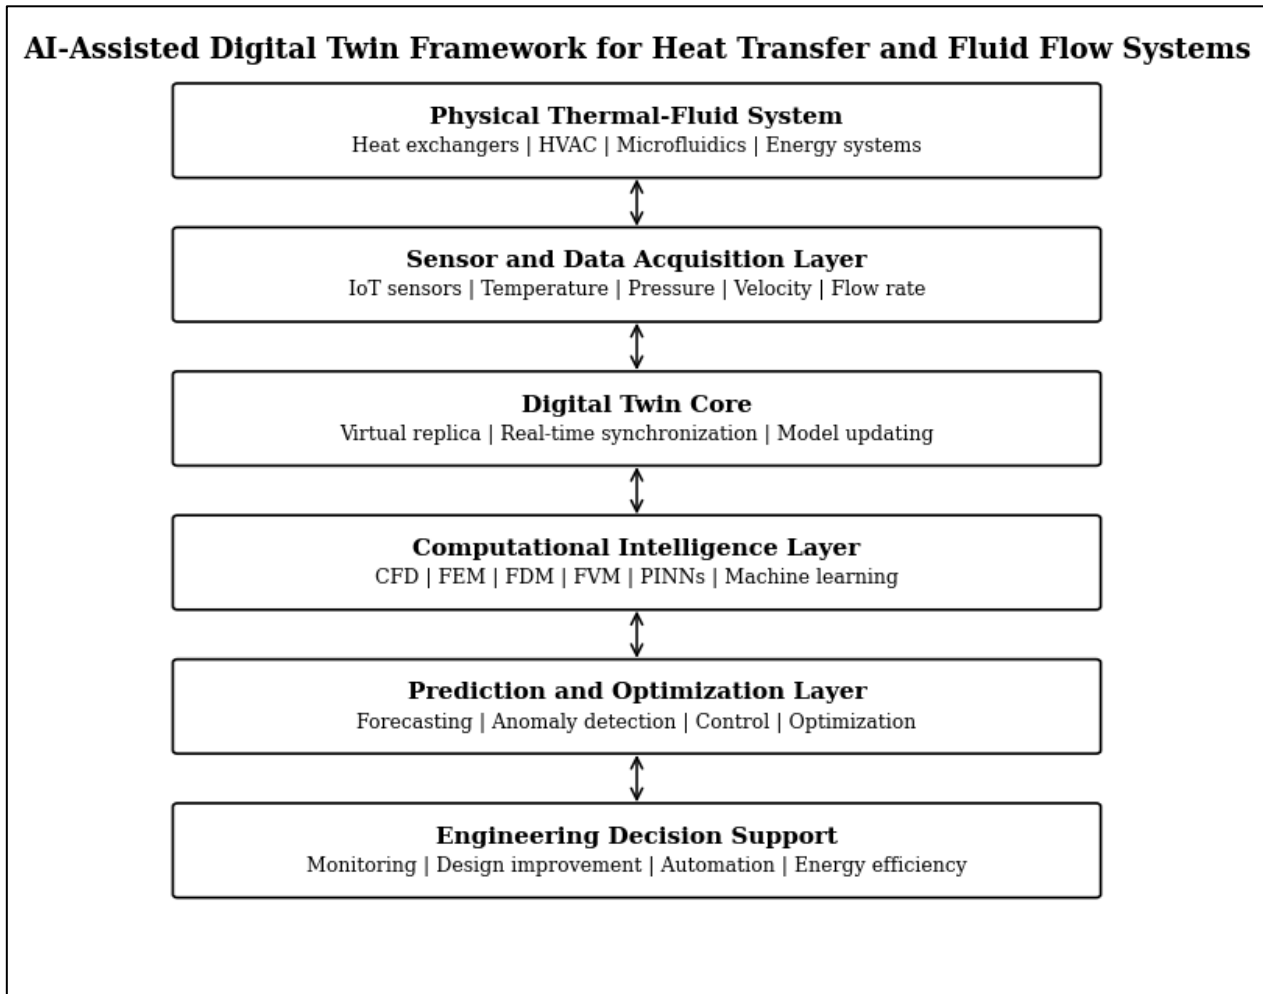 AI-Assisted Digital Twin Framework for Heat Transfer and Fluid Flow Systems
Physical Thermal-Fluid System
Heat exchangers | HVAC | Microfluidics | Energy systems
Sensor and Data Acquisition Layer
IoT sensors | Temperature | Pressure | Velocity | Flow rate
Digital Twin Core
Virtual replica | Real-time synchronization | Model updating
Computational Intelligence Layer
CFD | FEM | FDM | FVM | PINNs | Machine learning
Prediction and Optimization Layer
Forecasting | Anomaly detection | Control | Optimization
Engineering Decision Support
Monitoring | Design improvement | Automation | Energy efficiency